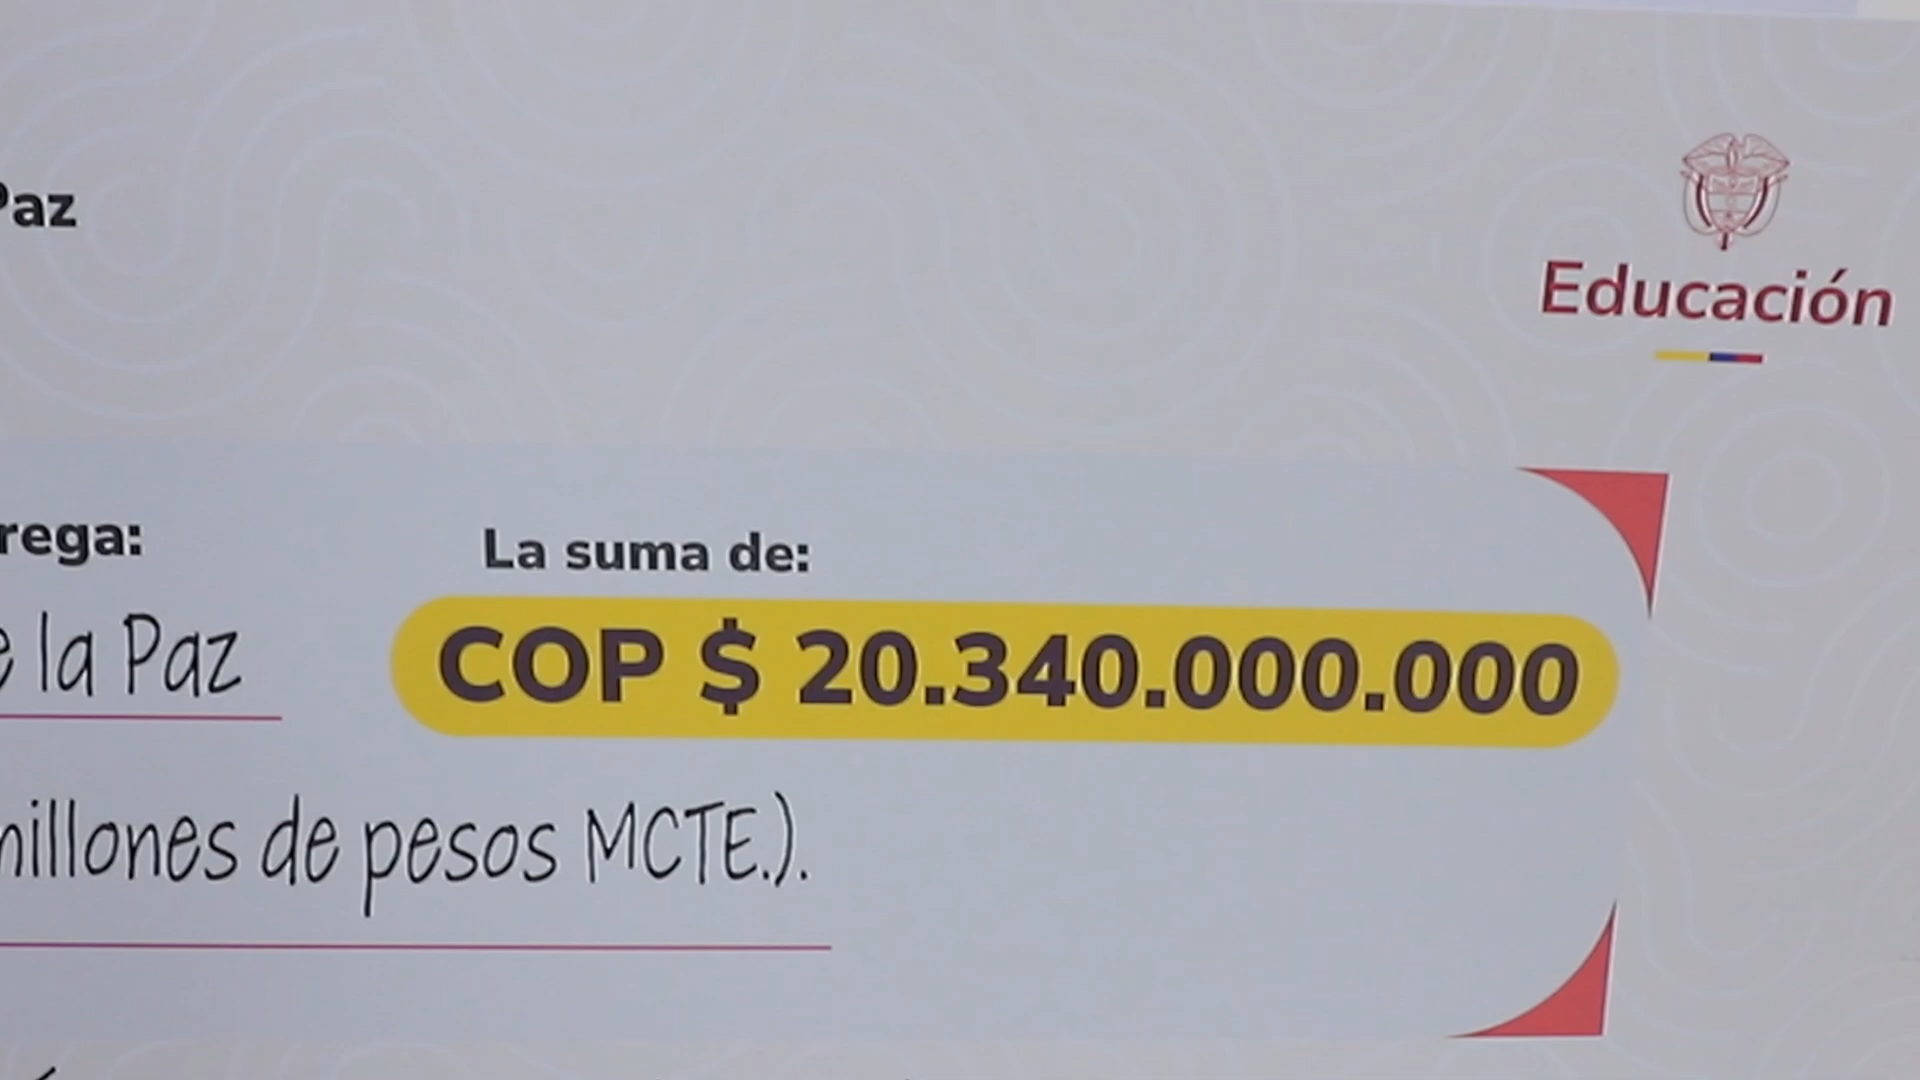 Paz
Educación
rega:
La suma de:
e la Paz
COP $ 20.340.000.000
millones de pesos MCTE.).